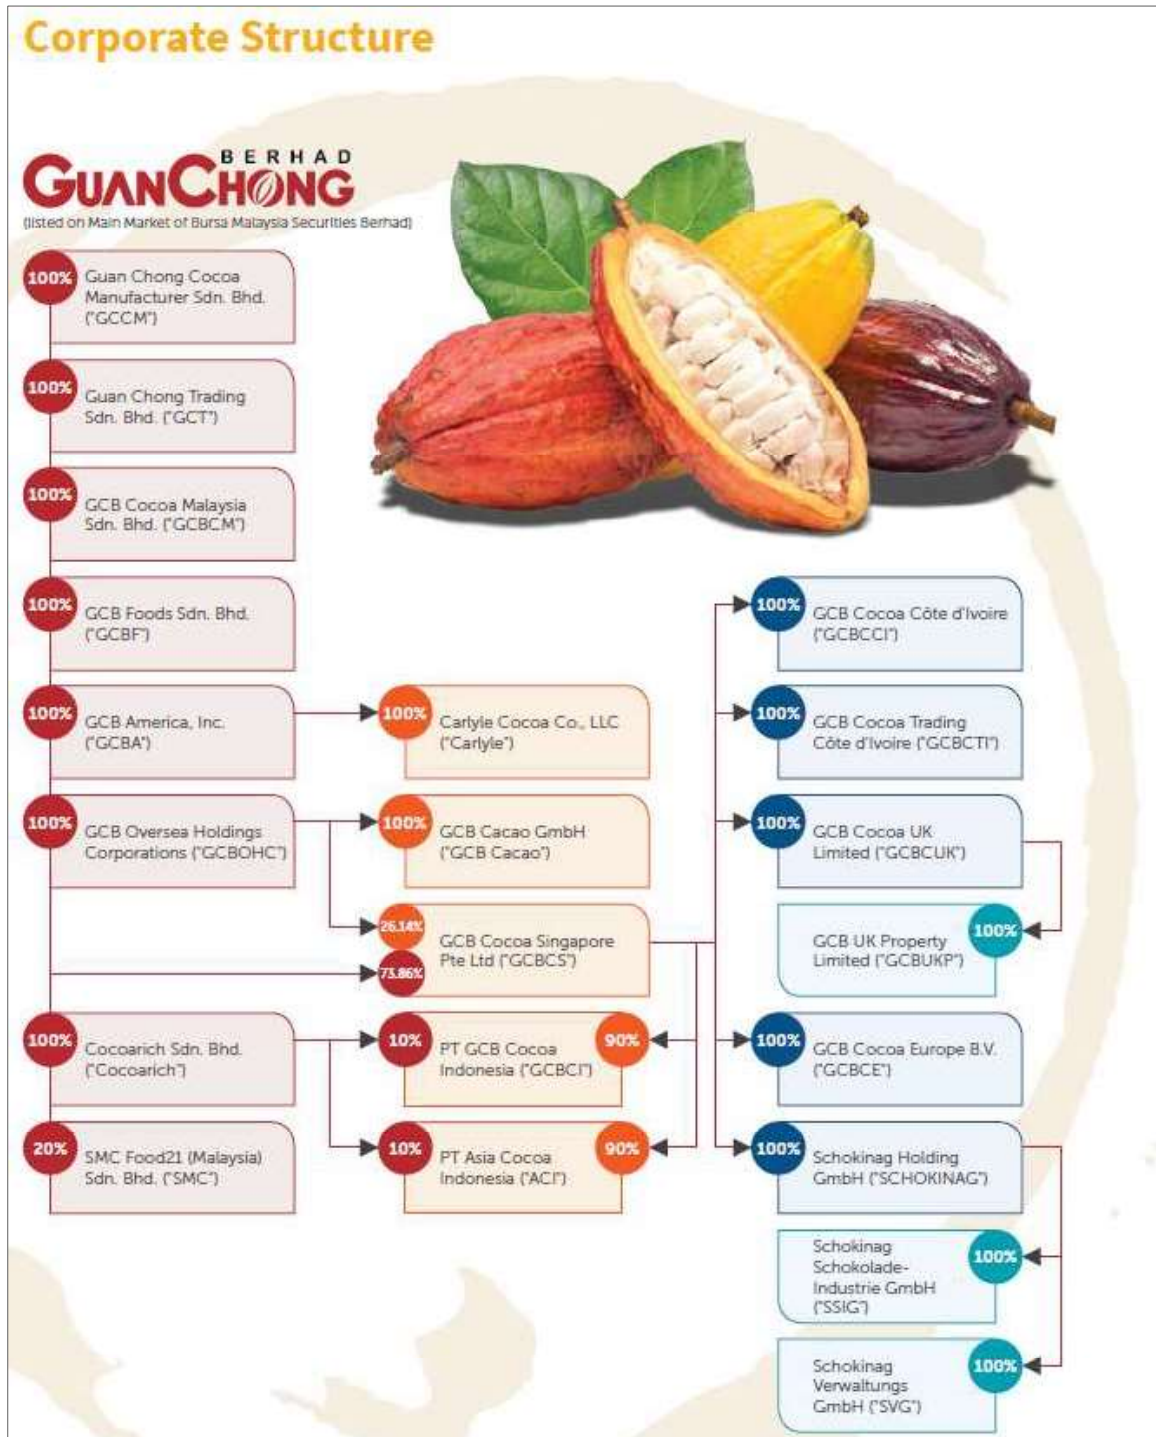 Corporate Structure
BERHAD
GUANCHONG
(listed on Main Market of Bursa Malaysia Securities Berhad)
100%
Guan Chong Cocoa
Manufacturer Sdn. Bhd.
("GCCM")
100%
Guan Chong Trading
Sdn. Bhd. ("GCT")
100%
GCB Cocoa Malaysia
Sdn. Bhd. ("GCBCM")
100%
GCB Foods Sdn. Bhd.
("GCBF")
100%
GCB America, Inc.
("GCBA")
100%
GCB Oversea Holdings
Corporations ("GCBOHC")
100%
Cocoarich Sdn. Bhd.
("Cocoarich")
20%
SMC Food21 (Malaysia)
Sdn. Bhd. ("SMC")
100%
Carlyle Cocoa Co., LLC
("Carlyle")
100%
GCB Cacao GmbH
("GCB Cacao")
26.14%
73.86%
GCB Cocoa Singapore
Pte Ltd ("GCBCS")
10%
PT GCB Cocoa
Indonesia ("GCBCI")
90%
10%
PT Asia Cocoa
Indonesia ("ACI")
90%
100%
GCB Cocoa Côte d'Ivoire
("GCBCCI")
100%
GCB Cocoa Trading
Côte d'Ivoire ("GCBCTI")
100%
GCB Cocoa UK
Limited ("GCBCUK")
GCB UK Property
Limited ("GCBUKP")
100%
100%
GCB Cocoa Europe B.V.
("GCBCE")
100%
Schokinag Holding
GmbH ("SCHOKINAG")
Schokinag
Schokolade-
Industrie GmbH
("SSIG")
100%
Schokinag
Verwaltungs
GmbH ("SVG")
100%